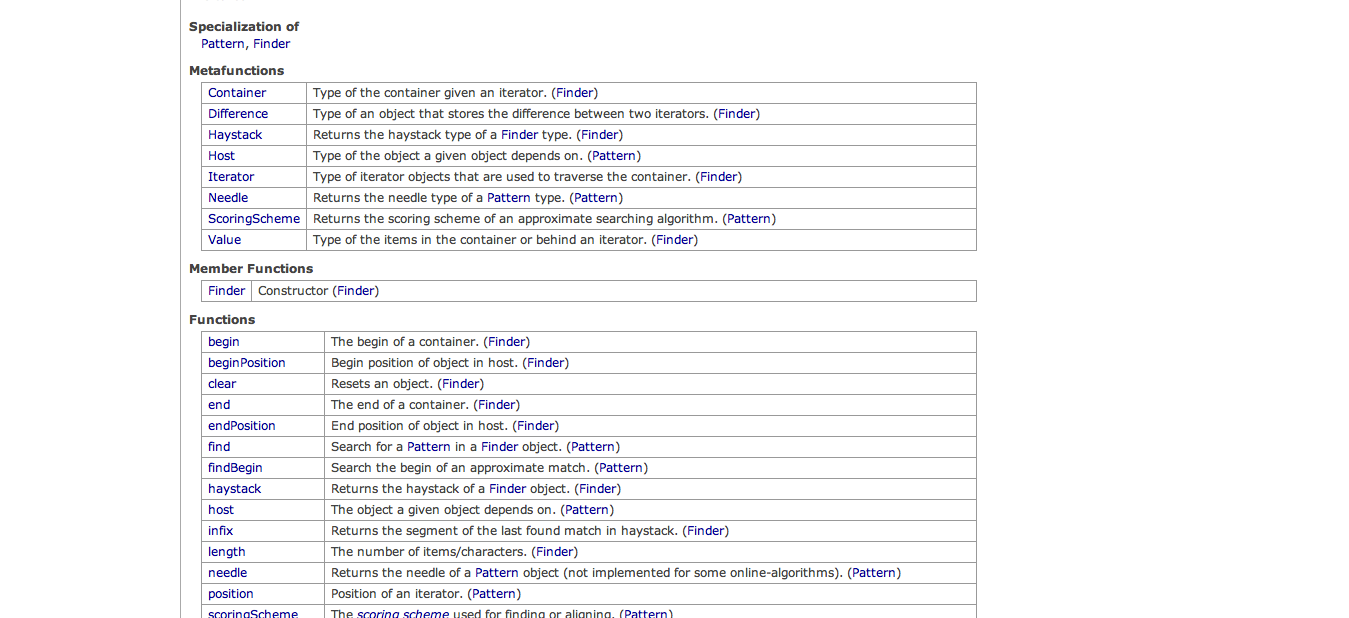 Specialization of
Pattern, Finder
Metafunctions
Container Type of the container given an iterator. (Finder)
Difference Type of an object that stores the difference between two iterators. (Finder)
Haystack Returns the haystack type of a Finder type. (Finder)
Host Type of the object a given object depends on. (Pattern)
Iterator Type of iterator objects that are used to traverse the container. (Finder)
Needle Returns the needle type of a Pattern type. (Pattern)
ScoringScheme Returns the scoring scheme of an approximate searching algorithm. (Pattern)
Value Type of the items in the container or behind an iterator. (Finder)
Member Functions
Finder Constructor (Finder)
Functions
begin The begin of a container. (Finder)
beginPosition Begin position of object in host. (Finder)
clear Resets an object. (Finder)
end The end of a container. (Finder)
endPosition End position of object in host. (Finder)
find Search for a Pattern in a Finder object. (Pattern)
findBegin Search the begin of an approximate match. (Pattern)
haystack Returns the haystack of a Finder object. (Finder)
host The object a given object depends on. (Pattern)
infix Returns the segment of the last found match in haystack. (Finder)
length The number of items/characters. (Finder)
needle Returns the needle of a Pattern object (not implemented for some online-algorithms). (Pattern)
position Position of an iterator. (Pattern)
scoringScheme The scoring scheme used for finding or aligning. (Pattern)